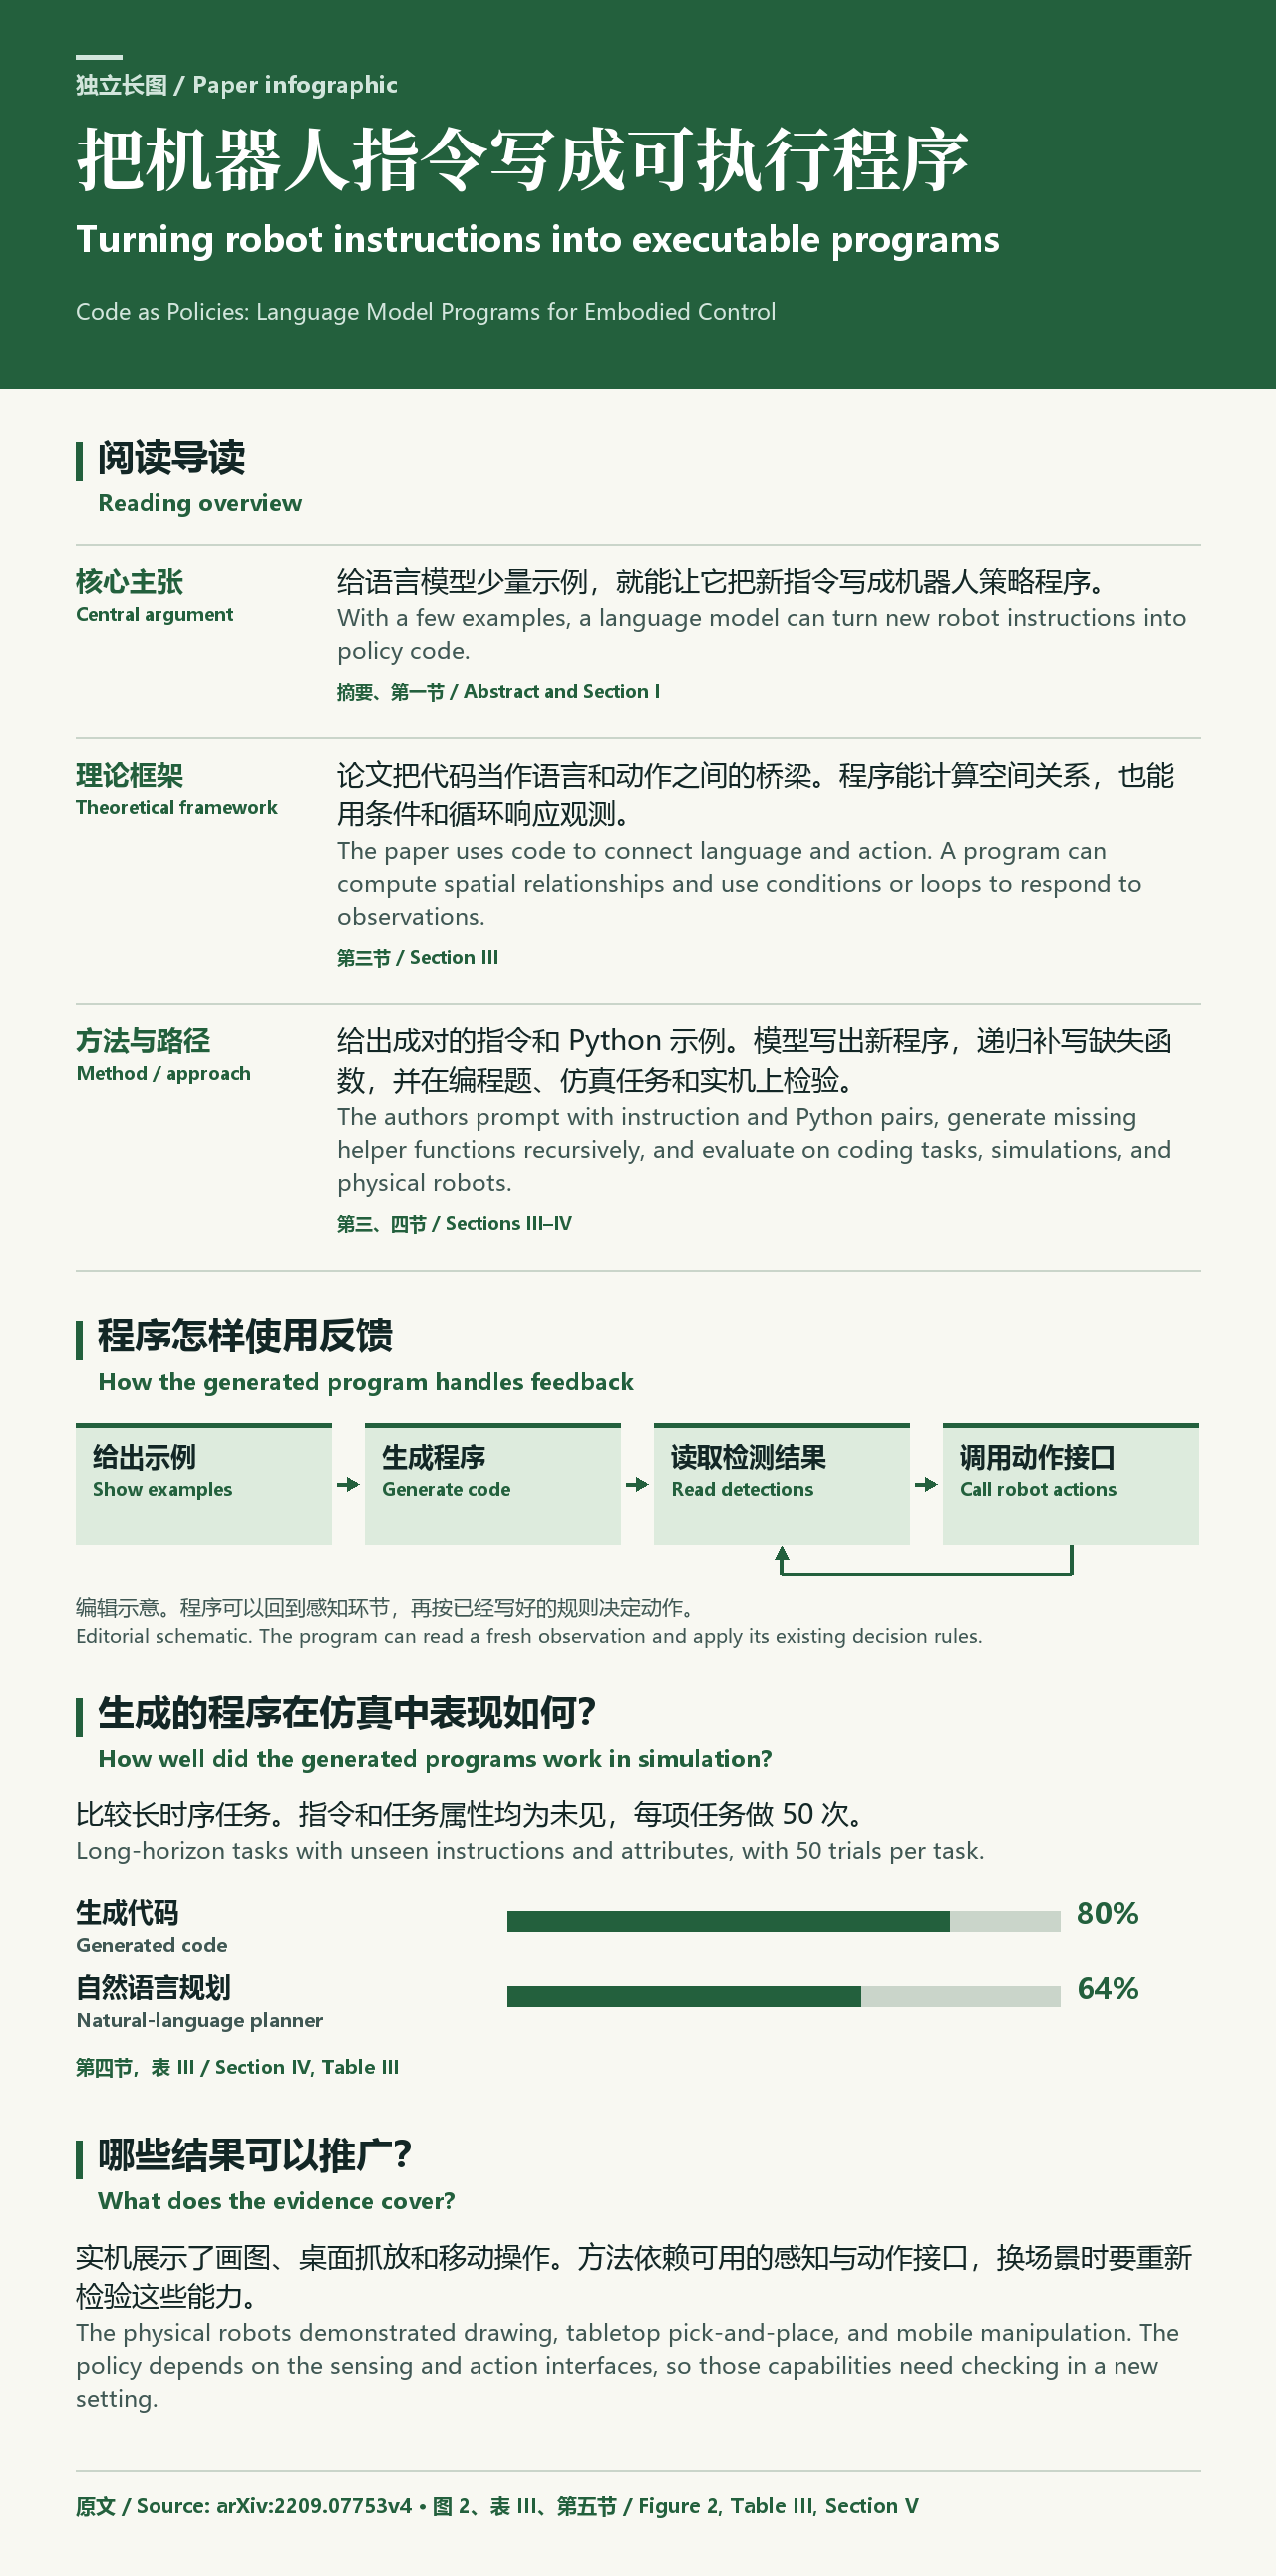 独立长图 / Paper infographic
把机器人指令写成可执行程序
Turning robot instructions into executable programs
Code as Policies: Language Model Programs for Embodied Control
阅读导读
Reading overview
核心主张
Central argument
给语言模型少量示例，就能让它把新指令写成机器人策略程序。
With a few examples, a language model can turn new robot instructions into
policy code.
摘要、第一节 / Abstract and Section I
理论框架
Theoretical framework
论文把代码当作语言和动作之间的桥梁。程序能计算空间关系，也能
用条件和循环响应观测。
The paper uses code to connect language and action. A program can
compute spatial relationships and use conditions or loops to respond to
observations.
第三节 / Section III
方法与路径
Method / approach
给出成对的指令和 Python 示例。模型写出新程序，递归补写缺失函
数，并在编程题、仿真任务和实机上检验。
The authors prompt with instruction and Python pairs, generate missing
helper functions recursively, and evaluate on coding tasks, simulations, and
physical robots.
第三、四节 / Sections III–IV
程序怎样使用反馈
How the generated program handles feedback
给出示例
Show examples
生成程序
Generate code
读取检测结果
Read detections
调用动作接口
Call robot actions
编辑示意。程序可以回到感知环节，再按已经写好的规则决定动作。
Editorial schematic. The program can read a fresh observation and apply its existing decision rules.
生成的程序在仿真中表现如何？
How well did the generated programs work in simulation?
比较长时序任务。指令和任务属性均为未见，每项任务做 50 次。
Long-horizon tasks with unseen instructions and attributes, with 50 trials per task.
生成代码
Generated code
80%
自然语言规划
Natural-language planner
64%
第四节，表 III / Section IV, Table III
哪些结果可以推广？
What does the evidence cover?
实机展示了画图、桌面抓放和移动操作。方法依赖可用的感知与动作接口，换场景时要重新
检验这些能力。
The physical robots demonstrated drawing, tabletop pick-and-place, and mobile manipulation. The
policy depends on the sensing and action interfaces, so those capabilities need checking in a new
setting.
原文 / Source: arXiv:2209.07753v4 • 图 2、表 III、第五节 / Figure 2, Table III, Section V